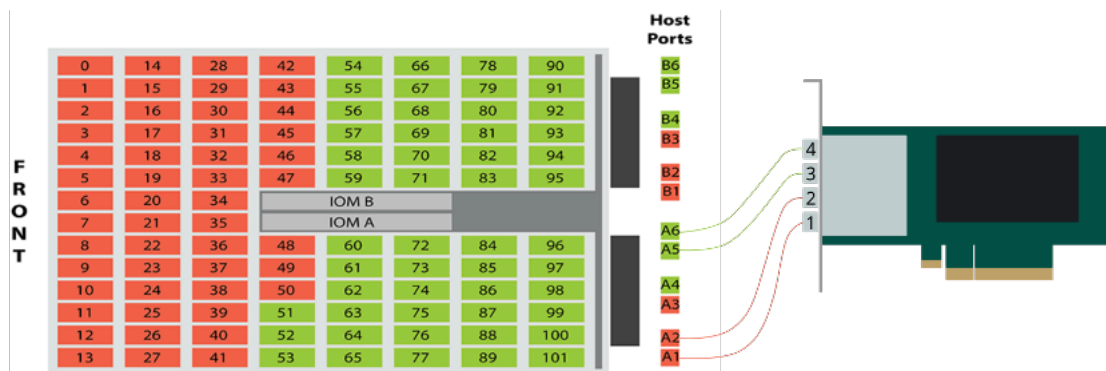 Host
Ports
0 14 28 42 54 66 78 90 B6
1 15 29 43 55 67 79 91 B5
2 16 30 44 56 68 80 92 B4
3 17 31 45 57 69 81 93 B3
4 18 32 46 58 70 82 94 B2
5 19 33 47 59 71 83 95 B1
FRONT
6 20 34 IOM B
7 21 35 IOM A
8 22 36 48 60 72 84 96 A6
9 23 37 49 61 73 85 97 A5
10 24 38 50 62 74 86 98 A4
11 25 39 51 63 75 87 99 A3
12 26 40 52 64 76 88 100 A2
13 27 41 53 65 77 89 101 A1
4
3
2
1